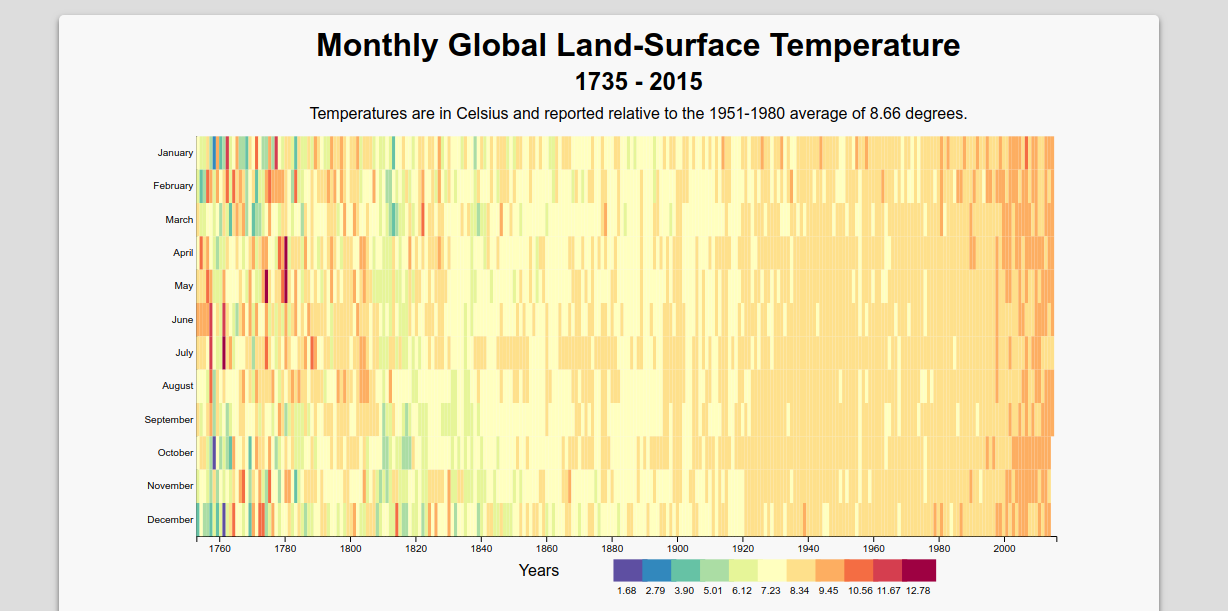 Monthly Global Land-Surface Temperature
1735 - 2015
Temperatures are in Celsius and reported relative to the 1951-1980 average of 8.66 degrees.
January
February
March
April
May
June
July
August
September
October
November
December
1760 1780 1800 1820 1840 1860 1880 1900 1920 1940 1960 1980 2000
Years
1.68 2.79 3.90 5.01 6.12 7.23 8.34 9.45 10.56 11.67 12.78